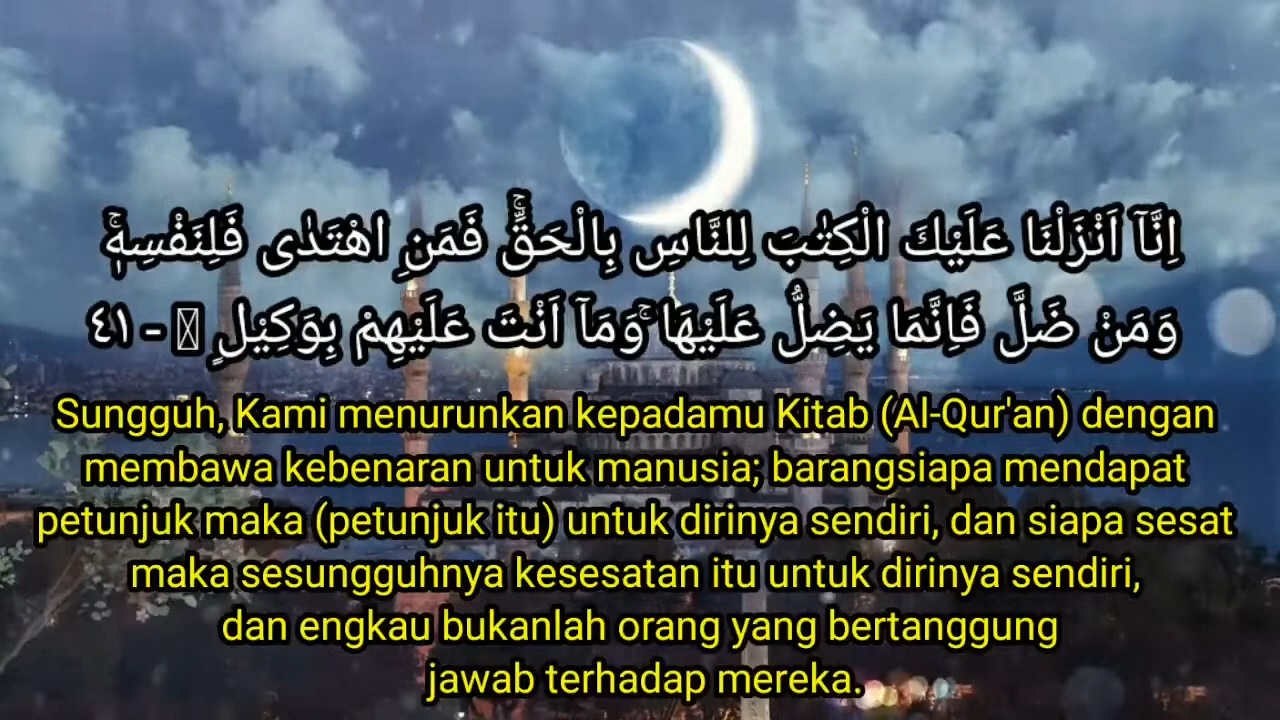 اِنَّآ اَنْزَلْنَا عَلَيْكَ الْكِتٰبَ لِلنَّاسِ بِالْحَقِّۚ فَمَنِ اهْتَدٰى فَلِنَفْسِهٖۚ
وَمَنْ ضَلَّ فَاِنَّمَا يَضِلُّ عَلَيْهَا ۚوَمَآ اَنْتَ عَلَيْهِمْ بِوَكِيْلٍ - ٤١
Sungguh, Kami menurunkan kepadamu Kitab (Al-Qur'an) dengan
membawa kebenaran untuk manusia; barangsiapa mendapat
petunjuk maka (petunjuk itu) untuk dirinya sendiri, dan siapa sesat
maka sesungguhnya kesesatan itu untuk dirinya sendiri,
dan engkau bukanlah orang yang bertanggung
jawab terhadap mereka.